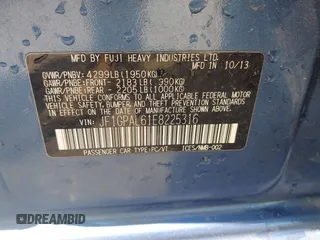 MFD BY FUJI HEAVY INDUSTRIES LTD.
10/13
GVWR/PNBV: 4299LB(1950KG)
GAWR/PNBE:FRONT - 2183LB( 990KG)
GAWR/PNBE:REAR - 2205LB(1000KG)
THIS VEHICLE CONFORMS TO ALL APPLICABLE FEDERAL
MOTOR VEHICLE SAFETY, BUMPER, AND THEFT PREVENTION
STANDARDS IN EFFECT ON THE DATE OF MANUFACTURE
SHOWN ABOVE.
JF1GPAL61E8225316
PASSENGER CAR/TYPE:PC/VT
ICES/NMB-002
DREAMBID